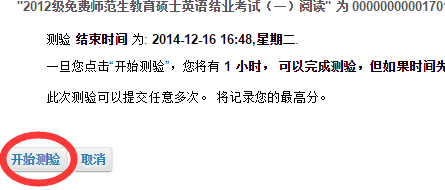 "2012级免费师范生教育硕士英语结业考试（一）阅读" 为 0000000000170
测验 结束时间 为: 2014-12-16 16:48,星期二.
一旦您点击“开始测验”，您将有 1 小时， 可以完成测验，但如果时间先
此次测验可以提交任意多次。 将记录您的最高分。
开始测验 取消